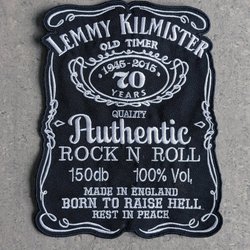 LEMMY KILMISTER
OLD TIMER
1945-2015
70
YEARS
QUALITY
Authentic
ROCK N ROLL
150db 100% Vol,
MADE IN ENGLAND
BORN TO RAISE HELL
REST IN PEACE